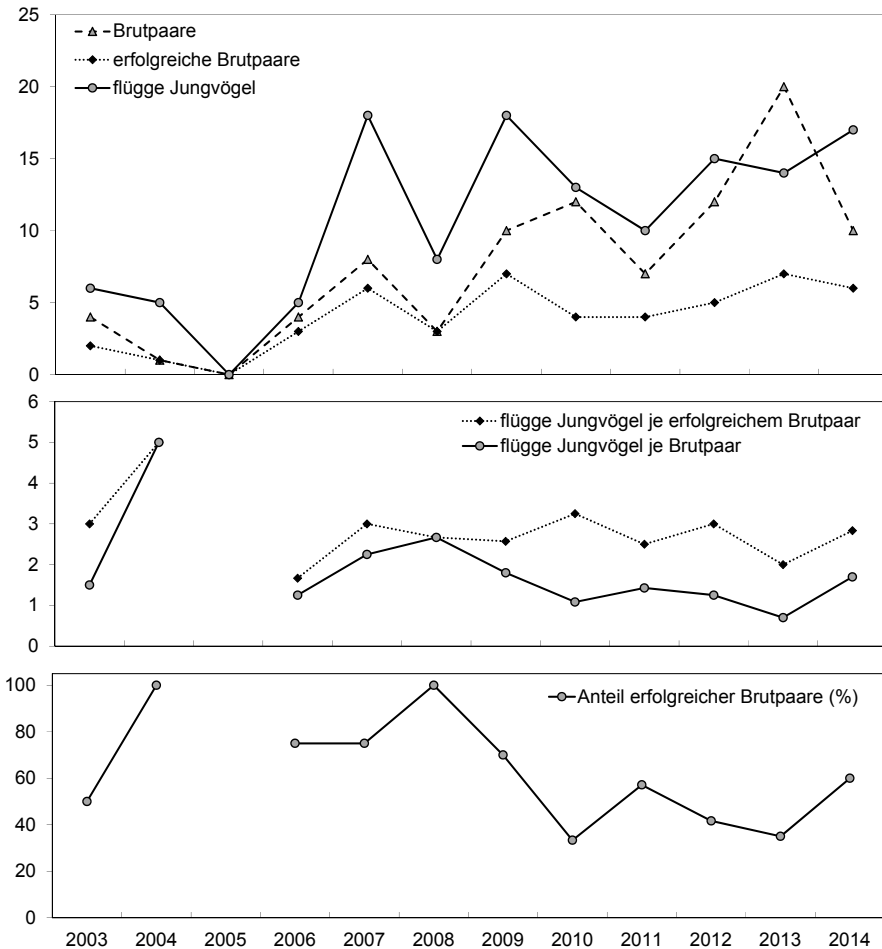 25
20
15
10
5
0
Brutpaare
erfolgreiche Brutpaare
flügge Jungvögel
6
5
4
3
2
1
0
flügge Jungvögel je erfolgreichem Brutpaar
flügge Jungvögel je Brutpaar
100
80
60
40
20
0
Anteil erfolgreicher Brutpaare (%)
2003 2004 2005 2006 2007 2008 2009 2010 2011 2012 2013 2014